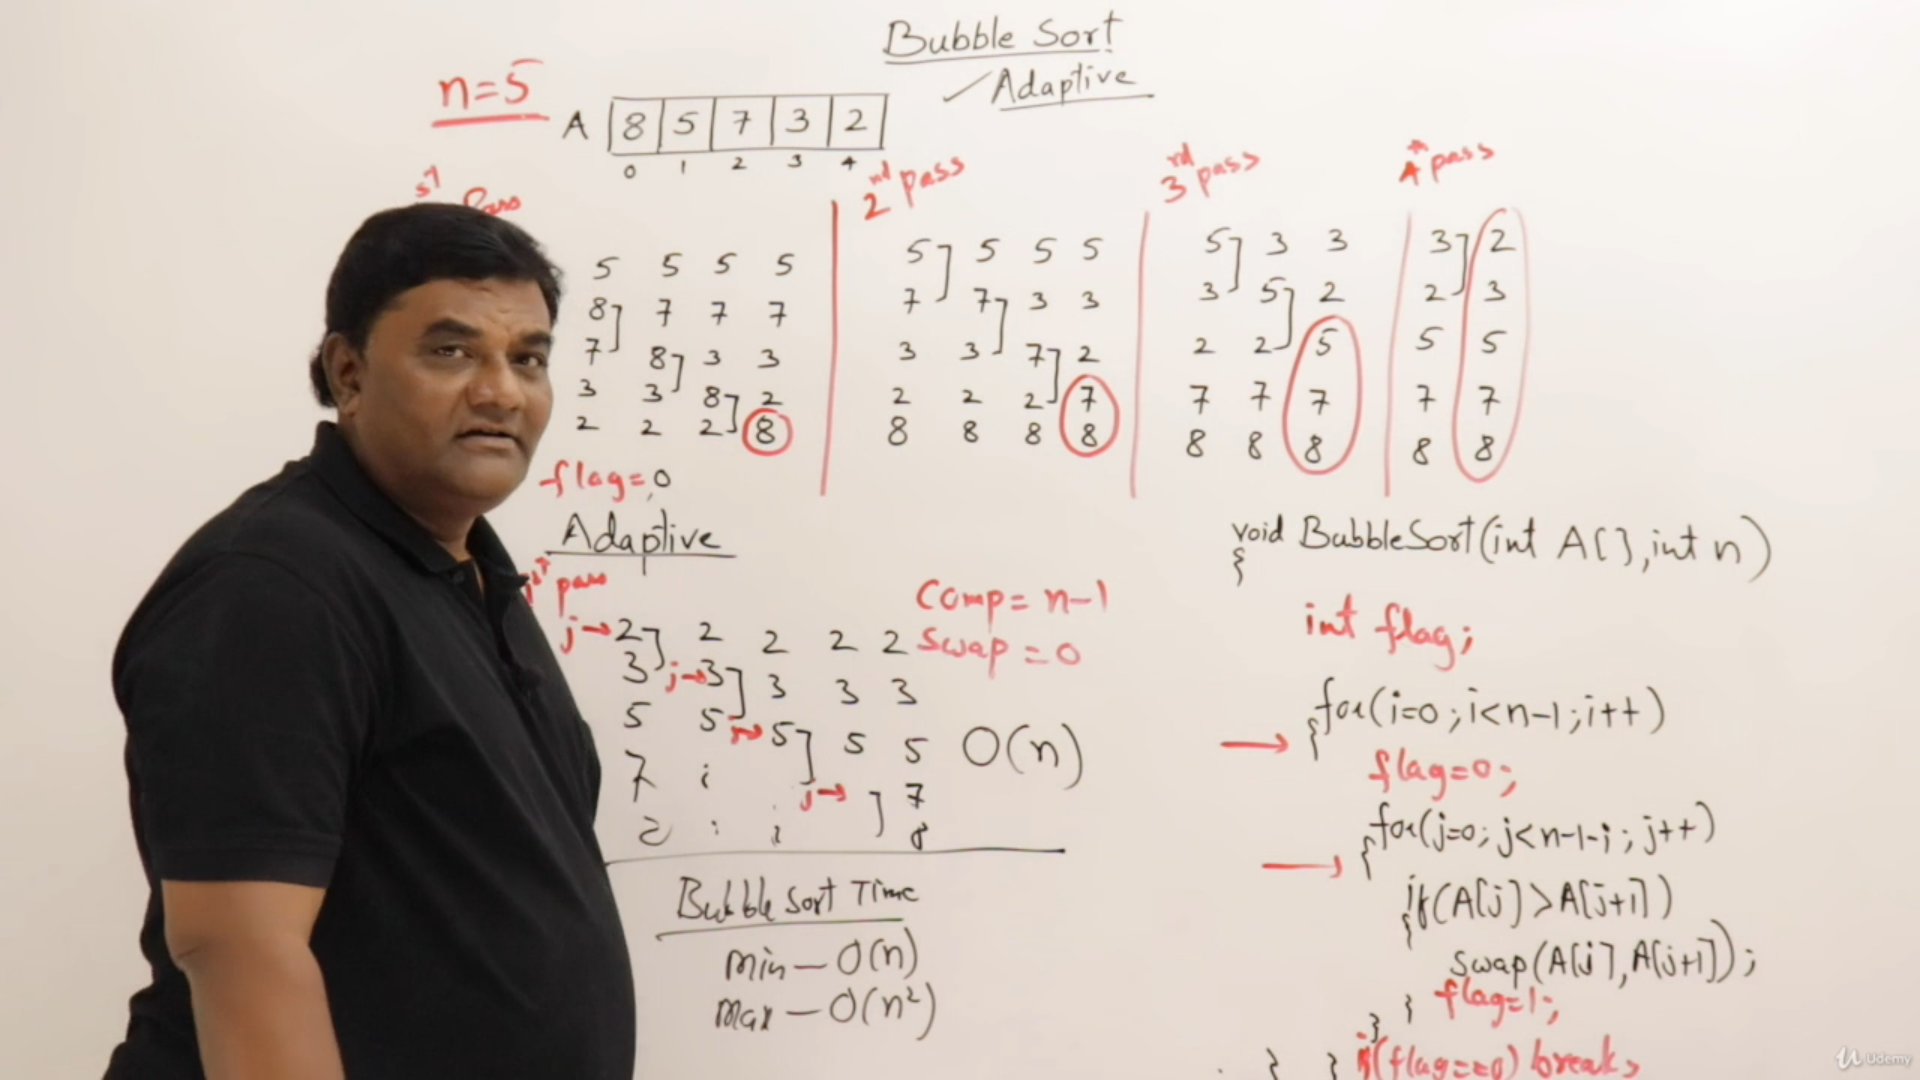 Bubble Sort
✓ Adaptive
n=5
A 8 5 7 3 2
0 1 2 3 4
st Pass
2nd pass
3rd pass
4th pass
5 5 5 5
8 7 7 7
7 8 3 3
3 3 8 2
2 2 2 8
5 5 5 5
7 7 3 3
3 3 7 2
2 2 2 7
8 8 8 8
5 3 3
3 5 2
2 2 5
7 7 7
8 8 8
3 2
2 3
5 5
7 7
8 8
flag=0
Adaptive
1st pass
j→2 2 2 2 2
3 j→3 3 3 3
5 5 5 5 5
7 j→ 7
8
Comp = n-1
Swap = 0
O(n)
Bubble Sort Time
Min — O(n)
Max — O(n²)
void BubbleSort(int A[],int n)
{
int flag;
for(i=0;i<n-1;i++)
→ {
flag=0;
for(j=0;j<n-1-i;j++)
→ {
if(A[j]>A[j+1])
{
swap(A[j],A[j+1]);
} flag=1;
}
} } if(flag==0) break;
Udemy